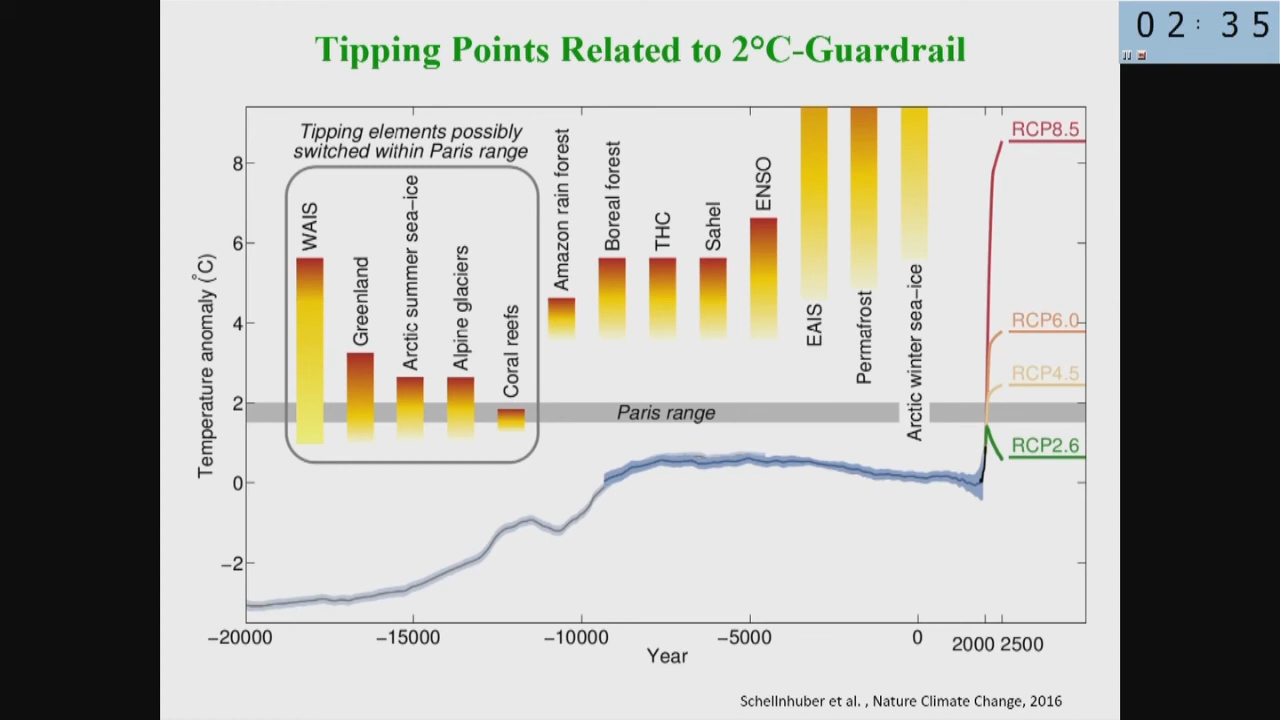 02:35
Tipping Points Related to 2°C-Guardrail
Tipping elements possibly
switched within Paris range
WAIS
Greenland
Arctic summer sea-ice
Alpine glaciers
Coral reefs
Amazon rain forest
Boreal forest
THC
Sahel
ENSO
EAIS
Permafrost
Arctic winter sea-ice
RCP8.5
RCP6.0
RCP4.5
RCP2.6
Paris range
Temperature anomaly (°C)
8
6
4
2
0
−2
−20000 −15000 −10000 −5000 0 2000 2500
Year
Schellnhuber et al. , Nature Climate Change, 2016